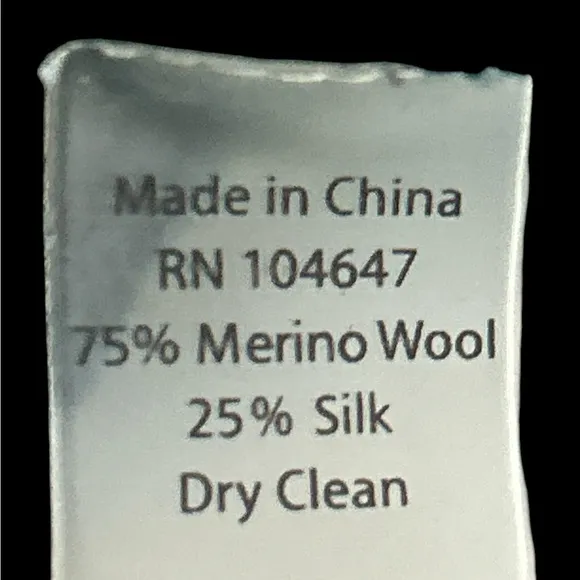 Made in China
RN 104647
75% Merino Wool
25% Silk
Dry Clean